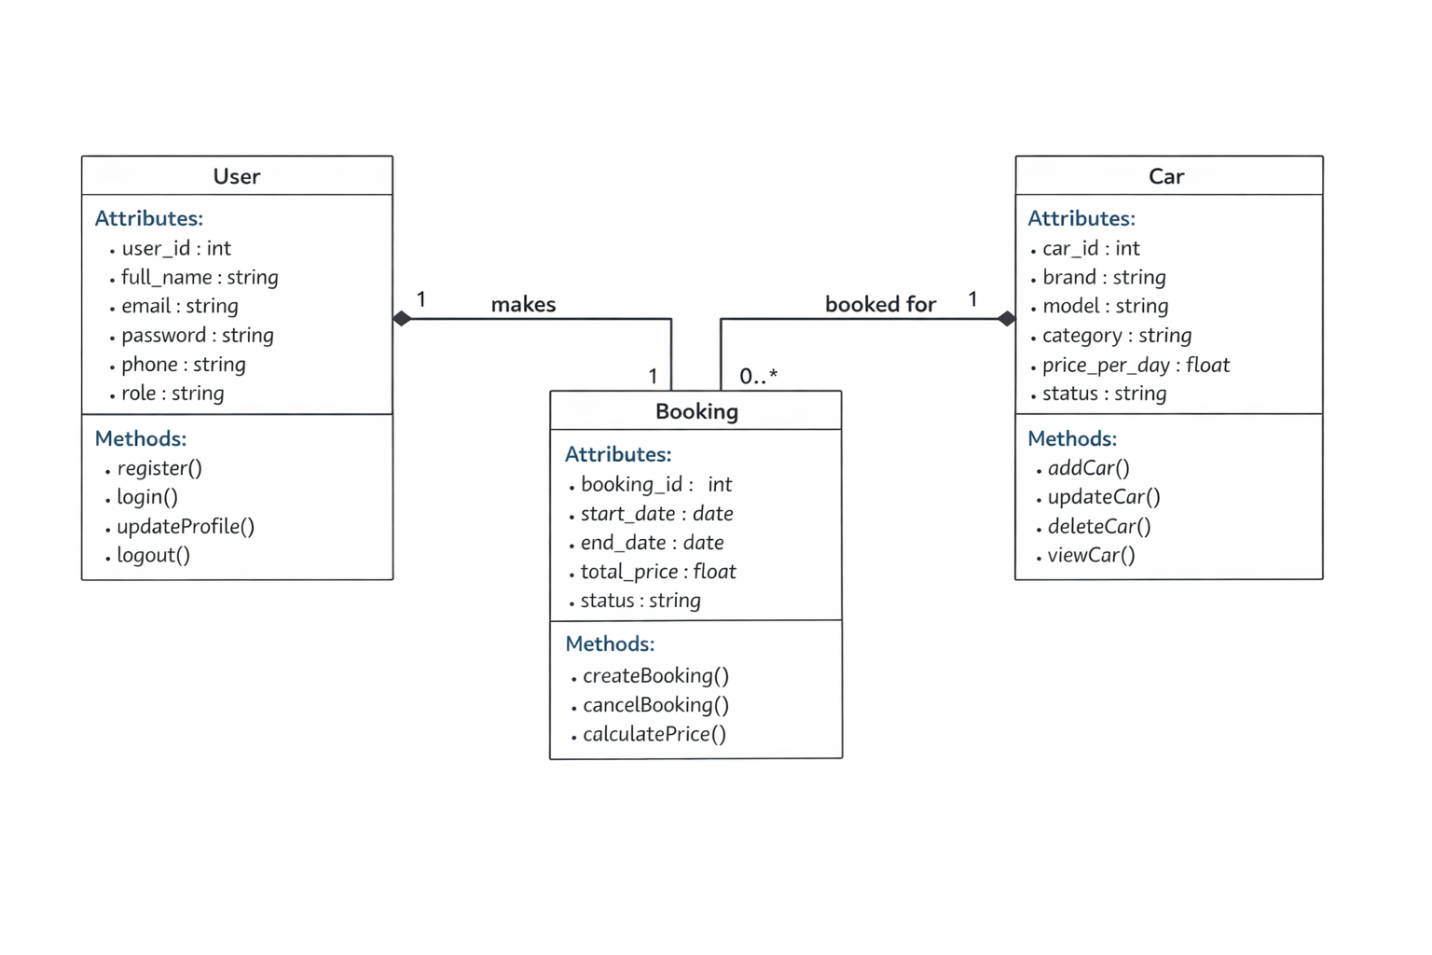 User
Attributes:
• user_id : int
• full_name : string
• email : string
• password : string
• phone : string
• role : string
Methods:
• register()
• login()
• updateProfile()
• logout()
1
makes
1
booked for
1
0..*
Booking
Attributes:
• booking_id : int
• start_date : date
• end_date : date
• total_price : float
• status : string
Methods:
• createBooking()
• cancelBooking()
• calculatePrice()
Car
Attributes:
• car_id : int
• brand : string
• model : string
• category : string
• price_per_day : float
• status : string
Methods:
• addCar()
• updateCar()
• deleteCar()
• viewCar()